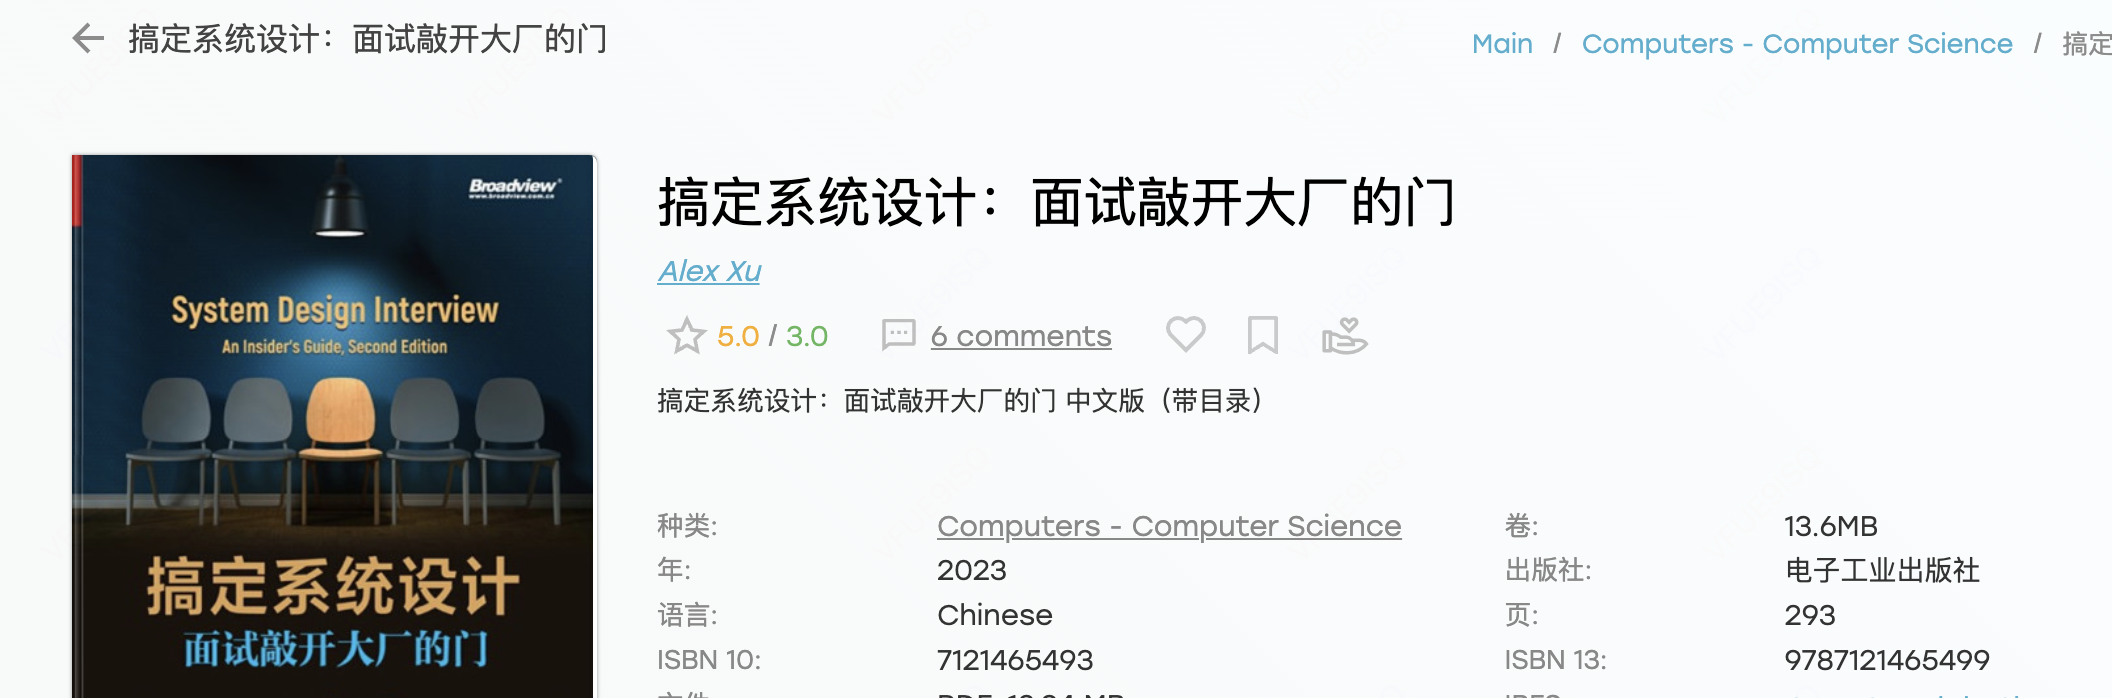 搞定系统设计：面试敲开大厂的门
Main / Computers - Computer Science / 搞定
Broadview
www.broadview.com.cn
System Design Interview
An Insider's Guide, Second Edition
搞定系统设计
面试敲开大厂的门
搞定系统设计：面试敲开大厂的门
Alex Xu
5.0 / 3.0 6 comments
搞定系统设计：面试敲开大厂的门 中文版（带目录）
种类: Computers - Computer Science 卷: 13.6MB
年: 2023 出版社: 电子工业出版社
语言: Chinese 页: 293
ISBN 10: 7121465493 ISBN 13: 9787121465499